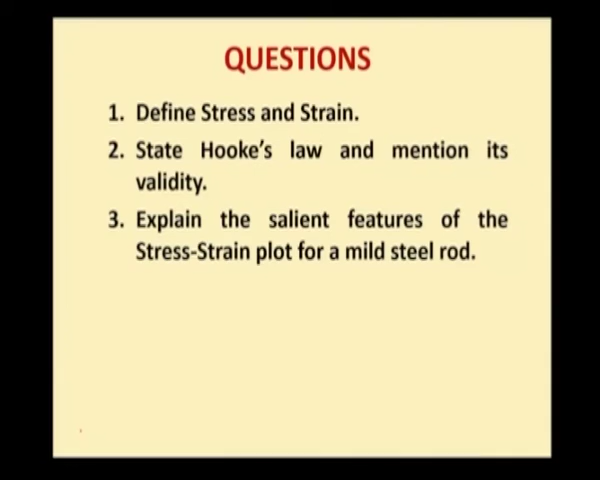 QUESTIONS
1. Define Stress and Strain.
2. State Hooke's law and mention its
validity.
3. Explain the salient features of the
Stress-Strain plot for a mild steel rod.